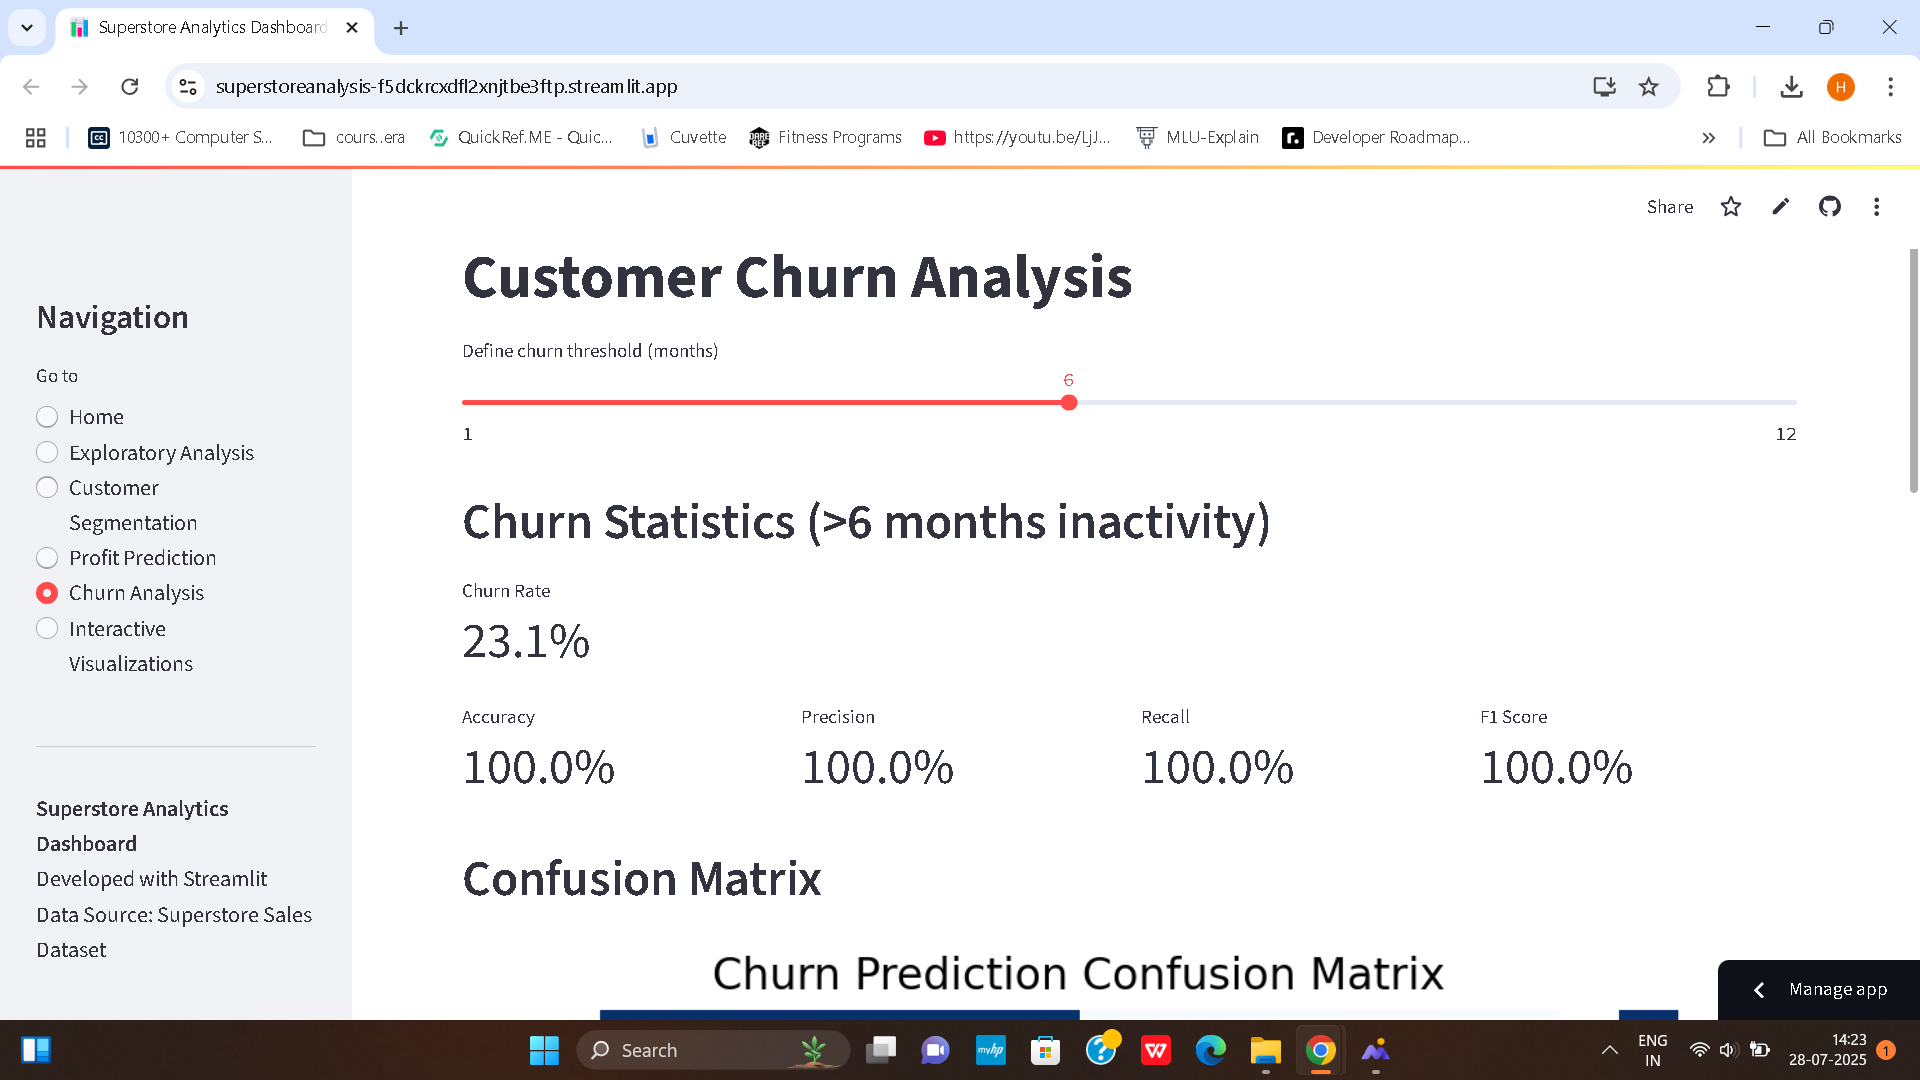 Superstore Analytics Dashboard
superstoreanalysis-f5dckrcxdfl2xnjtbe3ftp.streamlit.app
H
10300+ Computer S...
cours..era
QuickRef.ME - Quic...
Cuvette
Fitness Programs
https://youtu.be/LjJ...
MLU-Explain
Developer Roadmap...
All Bookmarks
Share
Navigation
Go to
Home
Exploratory Analysis
Customer
Segmentation
Profit Prediction
Churn Analysis
Interactive
Visualizations
Superstore Analytics
Dashboard
Developed with Streamlit
Data Source: Superstore Sales
Dataset
Customer Churn Analysis
Define churn threshold (months)
6
1 12
Churn Statistics (>6 months inactivity)
Churn Rate
23.1%
Accuracy Precision Recall F1 Score
100.0% 100.0% 100.0% 100.0%
Confusion Matrix
Churn Prediction Confusion Matrix
Manage app
Search
myhp
ENG
IN
14:23
28-07-2025
1